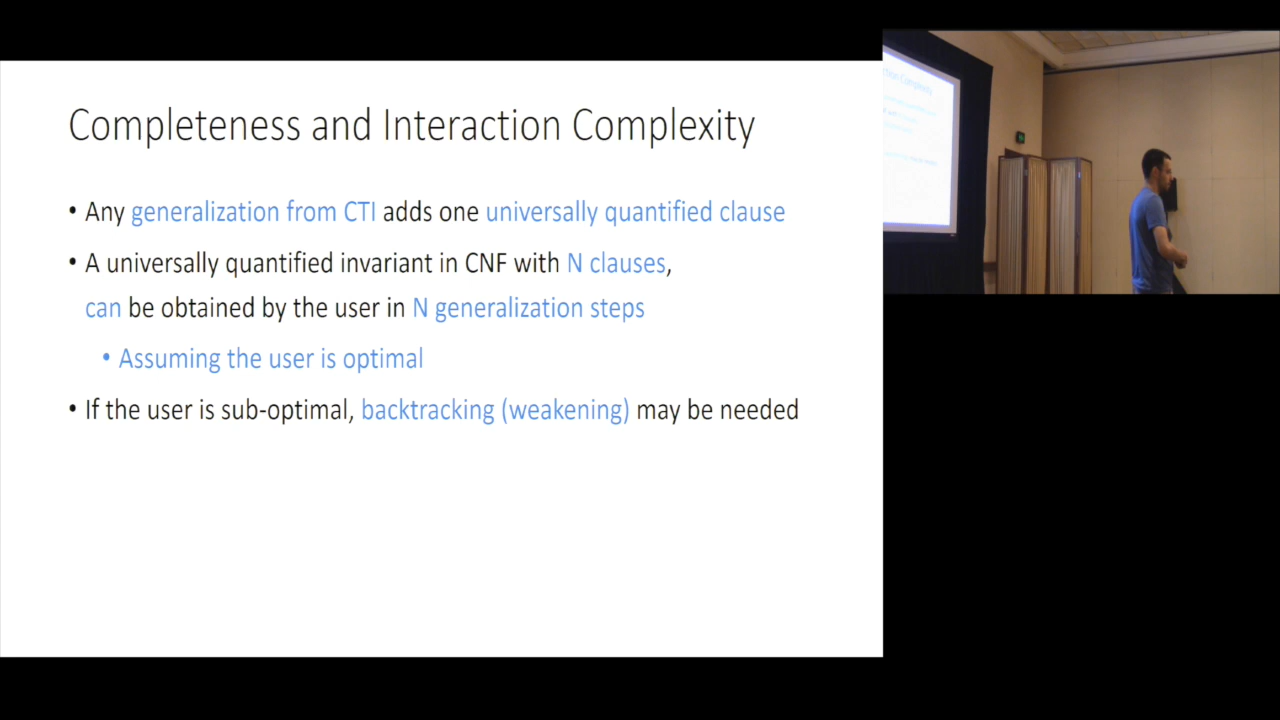 Completeness and Interaction Complexity
• Any generalization from CTI adds one universally quantified clause
• A universally quantified invariant in CNF with N clauses,
can be obtained by the user in N generalization steps
• Assuming the user is optimal
• If the user is sub-optimal, backtracking (weakening) may be needed